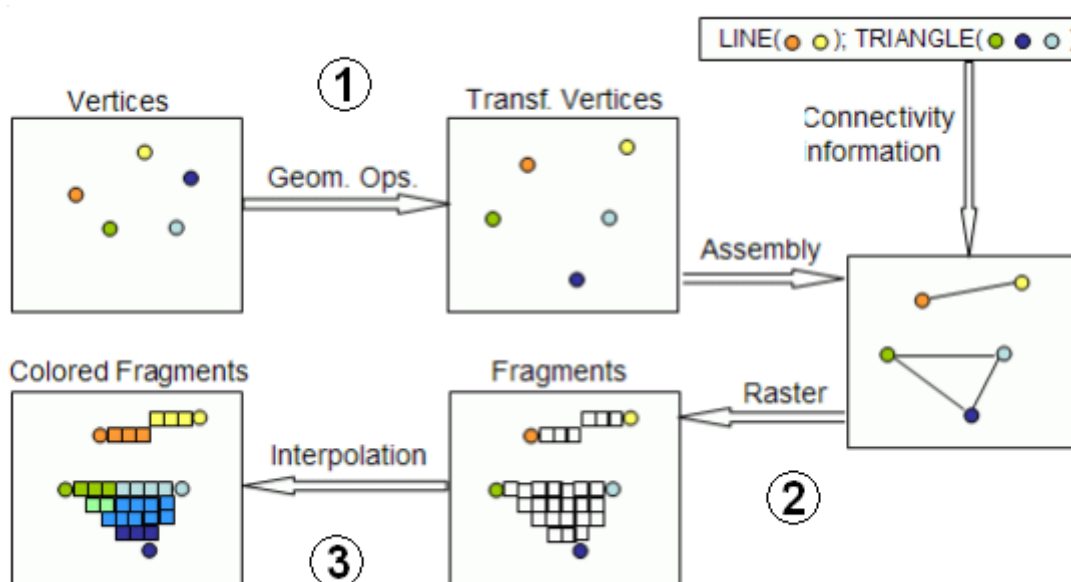 LINE( ); TRIANGLE( )
1
Vertices
Transf. Vertices
Connectivity
Information
Geom. Ops.
Assembly
Colored Fragments
Fragments
Raster
Interpolation
2
3